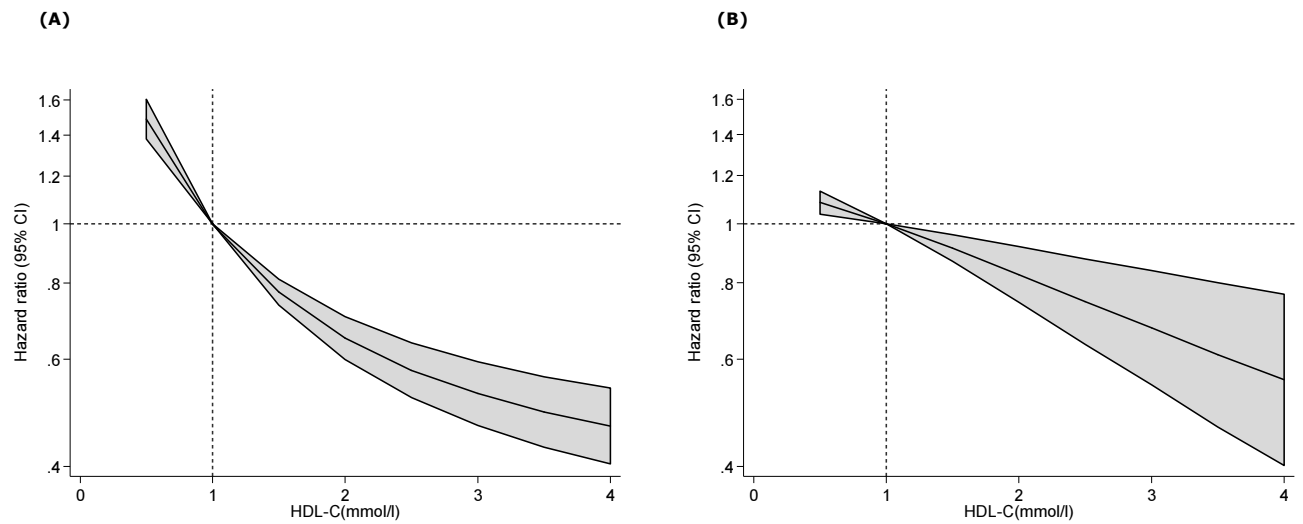 (A)
Hazard ratio (95% CI)
1.6
1.4
1.2
1
.8
.6
.4
0 1 2 3 4
HDL-C(mmol/l)
(B)
Hazard ratio (95% CI)
1.6
1.4
1.2
1
.8
.6
.4
0 1 2 3 4
HDL-C(mmol/l)